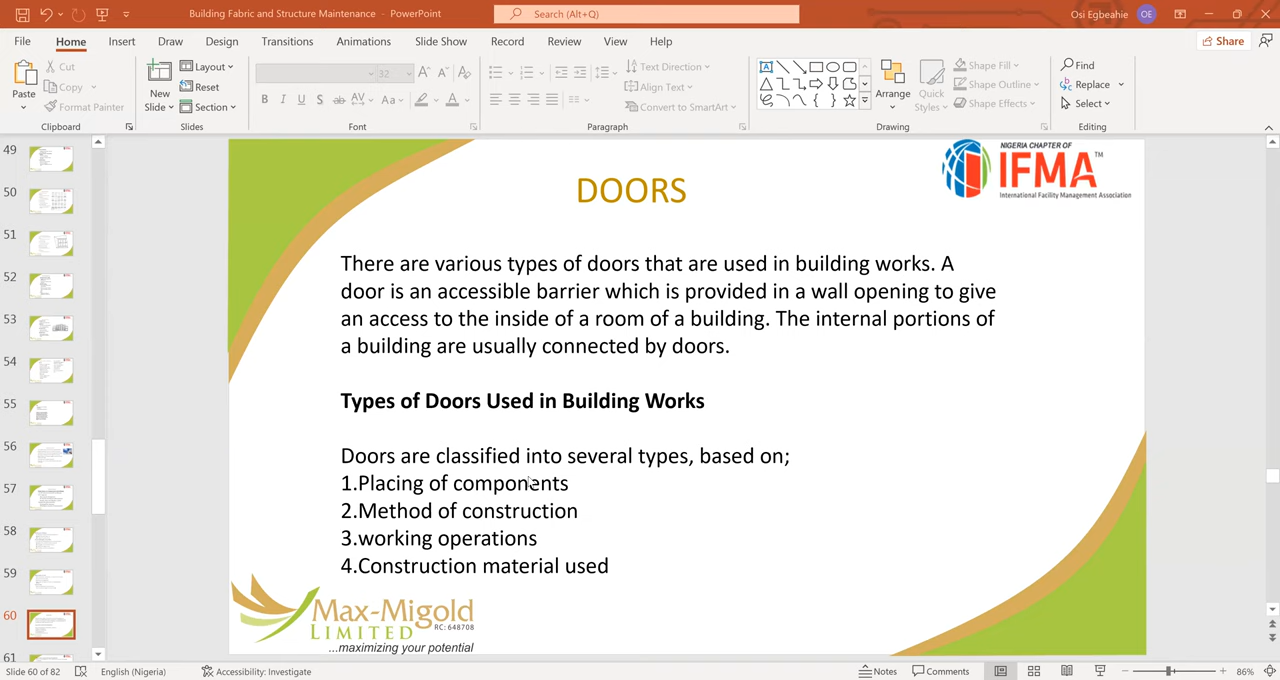 Building Fabric and Structure Maintenance - PowerPoint
Search (Alt+Q)
Osi Egbeahie
OE
File
Home
Insert
Draw
Design
Transitions
Animations
Slide Show
Record
Review
View
Help
Share
Paste
Cut
Copy
Format Painter
Clipboard
New
Slide
Layout
Reset
Section
Slides
32
B I U S ab AV Aa A
Font
Text Direction
Align Text
Convert to SmartArt
Paragraph
Arrange
Quick
Styles
Shape Fill
Shape Outline
Shape Effects
Drawing
Find
Replace
Select
Editing
49
50
51
52
53
54
55
56
57
58
59
60
61
NIGERIA CHAPTER OF
IFMA™
International Facility Management Association
DOORS
There are various types of doors that are used in building works. A
door is an accessible barrier which is provided in a wall opening to give
an access to the inside of a room of a building. The internal portions of
a building are usually connected by doors.
Types of Doors Used in Building Works
Doors are classified into several types, based on;
1.Placing of components
2.Method of construction
3.working operations
4.Construction material used
Max-Migold
LIMITED RC: 648708
...maximizing your potential
Slide 60 of 82
English (Nigeria)
Accessibility: Investigate
Notes
Comments
86%